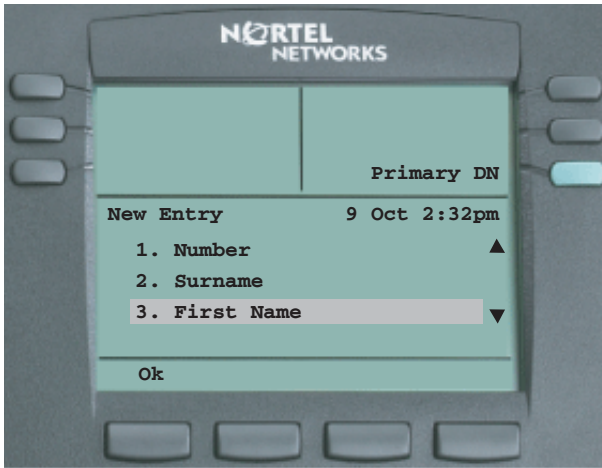 NORTEL
NETWORKS
Primary DN
New Entry 9 Oct 2:32pm
1. Number
2. Surname
3. First Name
Ok